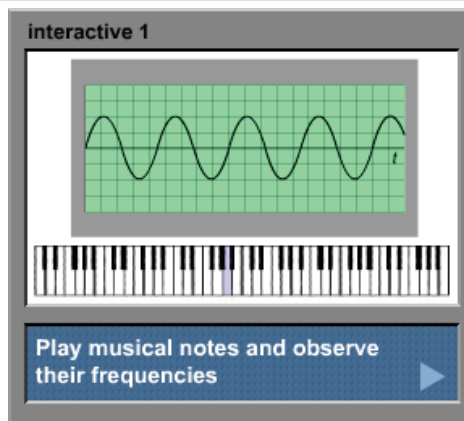 interactive 1
t
Play musical notes and observe
their frequencies